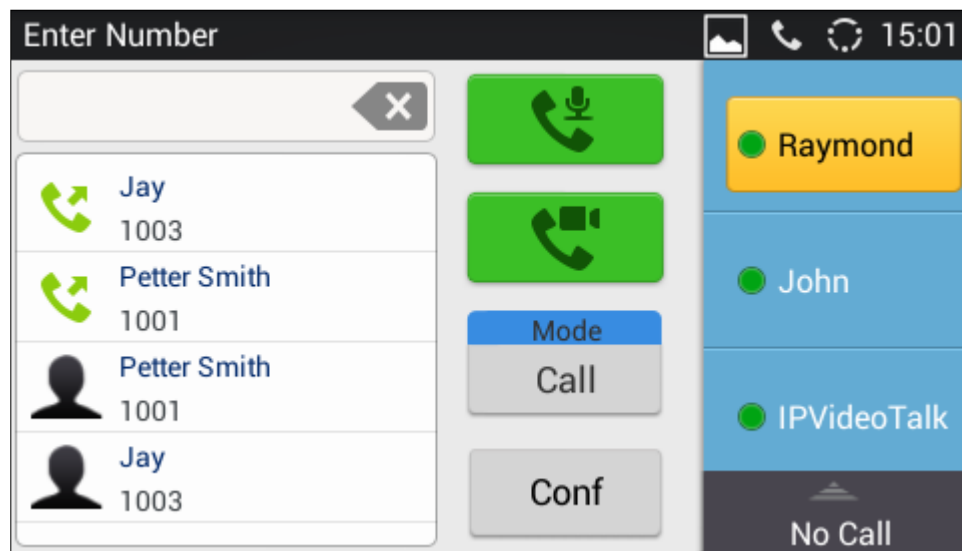 Enter Number
15:01
Jay
1003
Petter Smith
1001
Petter Smith
1001
Jay
1003
Mode
Call
Conf
Raymond
John
IPVideoTalk
No Call